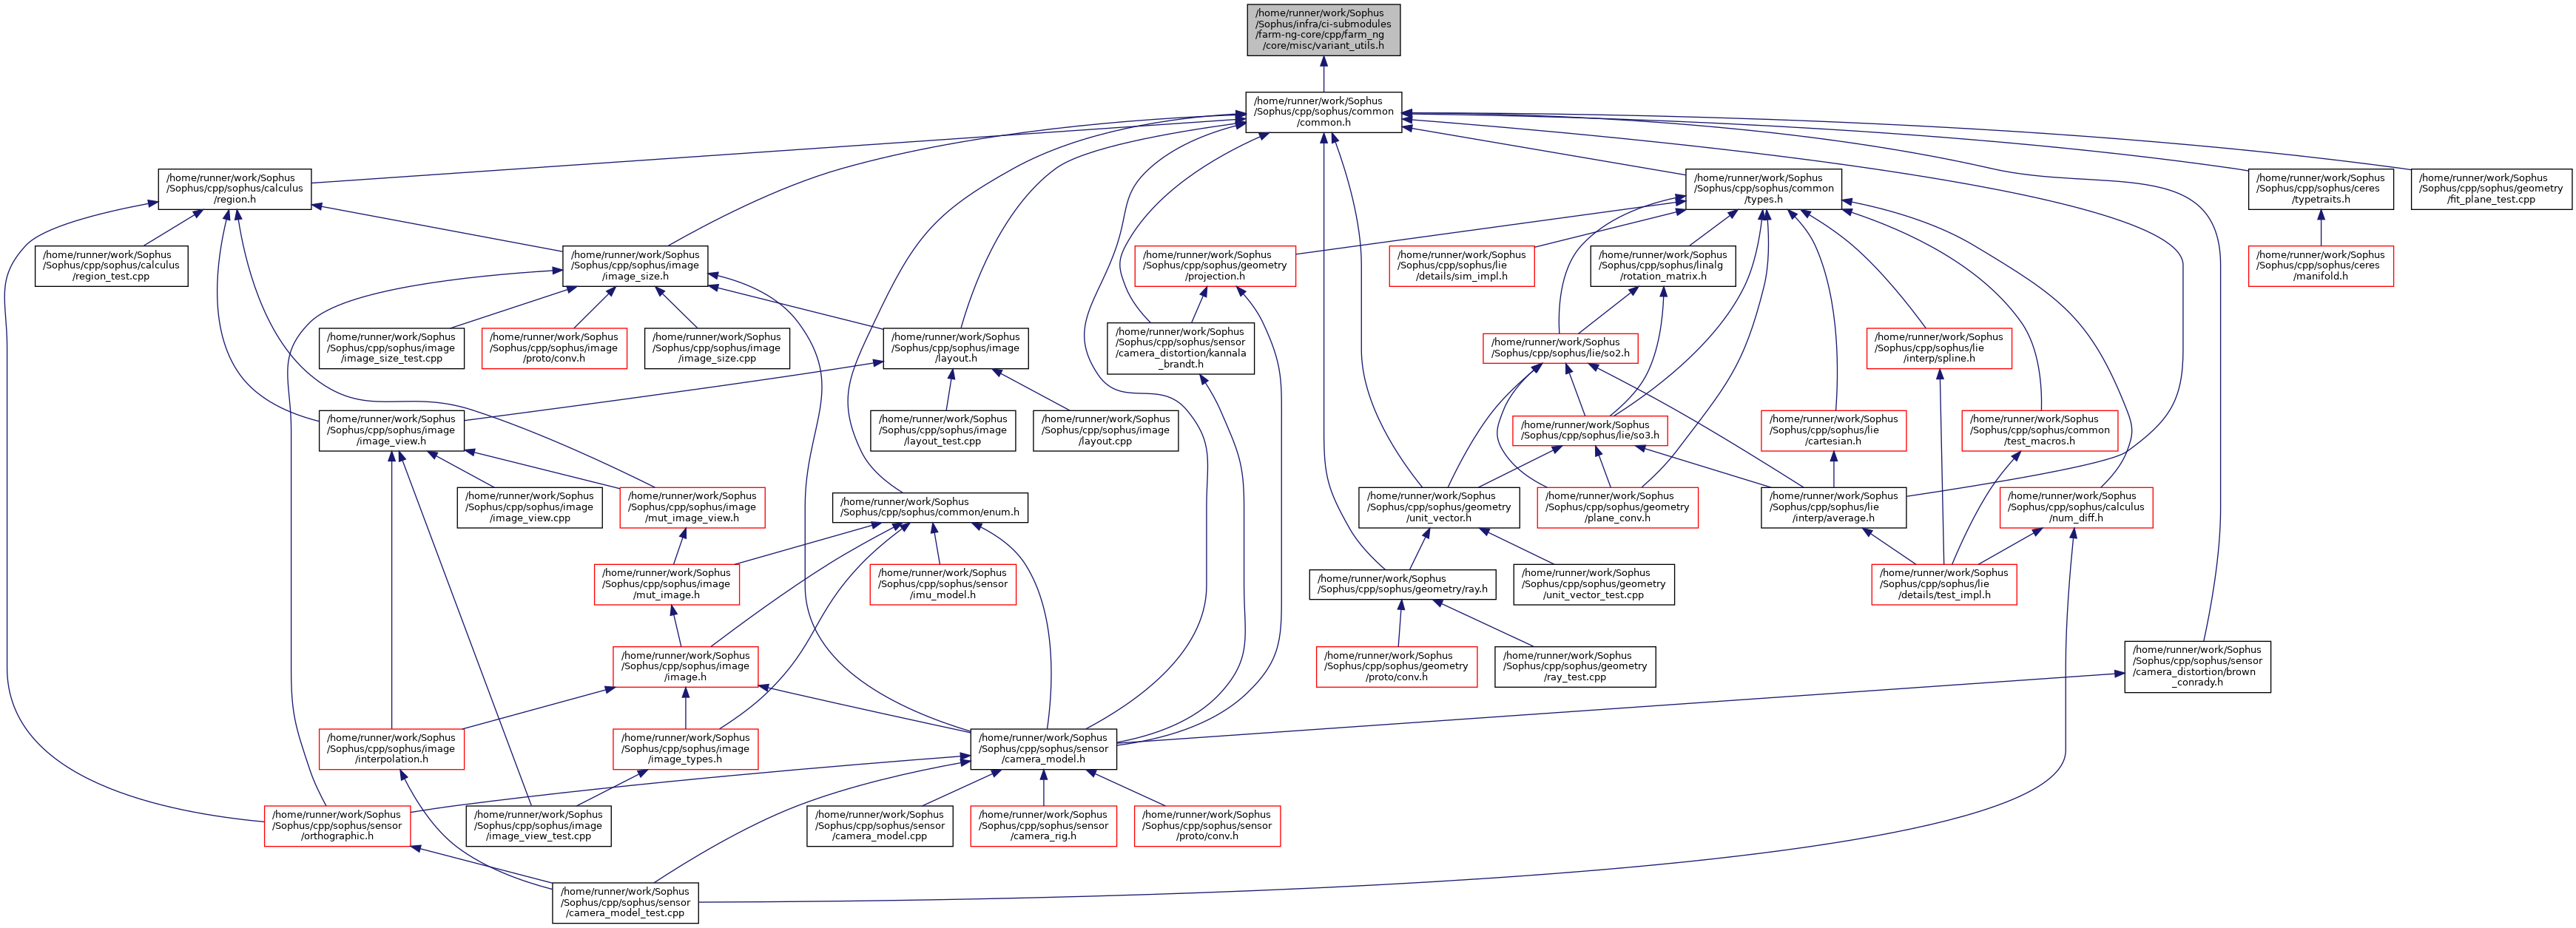 /home/runner/work/Sophus
/Sophus/infra/ci-submodules
/farm-ng-core/cpp/farm_ng
/core/misc/variant_utils.h
/home/runner/work/Sophus
/Sophus/cpp/sophus/common
/common.h
/home/runner/work/Sophus
/Sophus/cpp/sophus/calculus
/region.h
/home/runner/work/Sophus
/Sophus/cpp/sophus/common
/types.h
/home/runner/work/Sophus
/Sophus/cpp/sophus/ceres
/typetraits.h
/home/runner/work/Sophus
/Sophus/cpp/sophus/geometry
/fit_plane_test.cpp
/home/runner/work/Sophus
/Sophus/cpp/sophus/calculus
/region_test.cpp
/home/runner/work/Sophus
/Sophus/cpp/sophus/image
/image_size.h
/home/runner/work/Sophus
/Sophus/cpp/sophus/geometry
/projection.h
/home/runner/work/Sophus
/Sophus/cpp/sophus/lie
/details/sim_impl.h
/home/runner/work/Sophus
/Sophus/cpp/sophus/linalg
/rotation_matrix.h
/home/runner/work/Sophus
/Sophus/cpp/sophus/ceres
/manifold.h
/home/runner/work/Sophus
/Sophus/cpp/sophus/image
/image_size_test.cpp
/home/runner/work/Sophus
/Sophus/cpp/sophus/image
/proto/conv.h
/home/runner/work/Sophus
/Sophus/cpp/sophus/image
/image_size.cpp
/home/runner/work/Sophus
/Sophus/cpp/sophus/image
/layout.h
/home/runner/work/Sophus
/Sophus/cpp/sophus/sensor
/camera_distortion/kannala
_brandt.h
/home/runner/work/Sophus
/Sophus/cpp/sophus/lie/so2.h
/home/runner/work/Sophus
/Sophus/cpp/sophus/lie
/interp/spline.h
/home/runner/work/Sophus
/Sophus/cpp/sophus/image
/image_view.h
/home/runner/work/Sophus
/Sophus/cpp/sophus/image
/layout_test.cpp
/home/runner/work/Sophus
/Sophus/cpp/sophus/image
/layout.cpp
/home/runner/work/Sophus
/Sophus/cpp/sophus/lie/so3.h
/home/runner/work/Sophus
/Sophus/cpp/sophus/lie
/cartesian.h
/home/runner/work/Sophus
/Sophus/cpp/sophus/common
/test_macros.h
/home/runner/work/Sophus
/Sophus/cpp/sophus/image
/image_view.cpp
/home/runner/work/Sophus
/Sophus/cpp/sophus/image
/mut_image_view.h
/home/runner/work/Sophus
/Sophus/cpp/sophus/common/enum.h
/home/runner/work/Sophus
/Sophus/cpp/sophus/geometry
/unit_vector.h
/home/runner/work/Sophus
/Sophus/cpp/sophus/geometry
/plane_conv.h
/home/runner/work/Sophus
/Sophus/cpp/sophus/lie
/interp/average.h
/home/runner/work/Sophus
/Sophus/cpp/sophus/calculus
/num_diff.h
/home/runner/work/Sophus
/Sophus/cpp/sophus/image
/mut_image.h
/home/runner/work/Sophus
/Sophus/cpp/sophus/sensor
/imu_model.h
/home/runner/work/Sophus
/Sophus/cpp/sophus/geometry/ray.h
/home/runner/work/Sophus
/Sophus/cpp/sophus/geometry
/unit_vector_test.cpp
/home/runner/work/Sophus
/Sophus/cpp/sophus/lie
/details/test_impl.h
/home/runner/work/Sophus
/Sophus/cpp/sophus/image
/image.h
/home/runner/work/Sophus
/Sophus/cpp/sophus/geometry
/proto/conv.h
/home/runner/work/Sophus
/Sophus/cpp/sophus/geometry
/ray_test.cpp
/home/runner/work/Sophus
/Sophus/cpp/sophus/sensor
/camera_distortion/brown
_conrady.h
/home/runner/work/Sophus
/Sophus/cpp/sophus/image
/interpolation.h
/home/runner/work/Sophus
/Sophus/cpp/sophus/image
/image_types.h
/home/runner/work/Sophus
/Sophus/cpp/sophus/sensor
/camera_model.h
/home/runner/work/Sophus
/Sophus/cpp/sophus/sensor
/orthographic.h
/home/runner/work/Sophus
/Sophus/cpp/sophus/image
/image_view_test.cpp
/home/runner/work/Sophus
/Sophus/cpp/sophus/sensor
/camera_model.cpp
/home/runner/work/Sophus
/Sophus/cpp/sophus/sensor
/camera_rig.h
/home/runner/work/Sophus
/Sophus/cpp/sophus/sensor
/proto/conv.h
/home/runner/work/Sophus
/Sophus/cpp/sophus/sensor
/camera_model_test.cpp